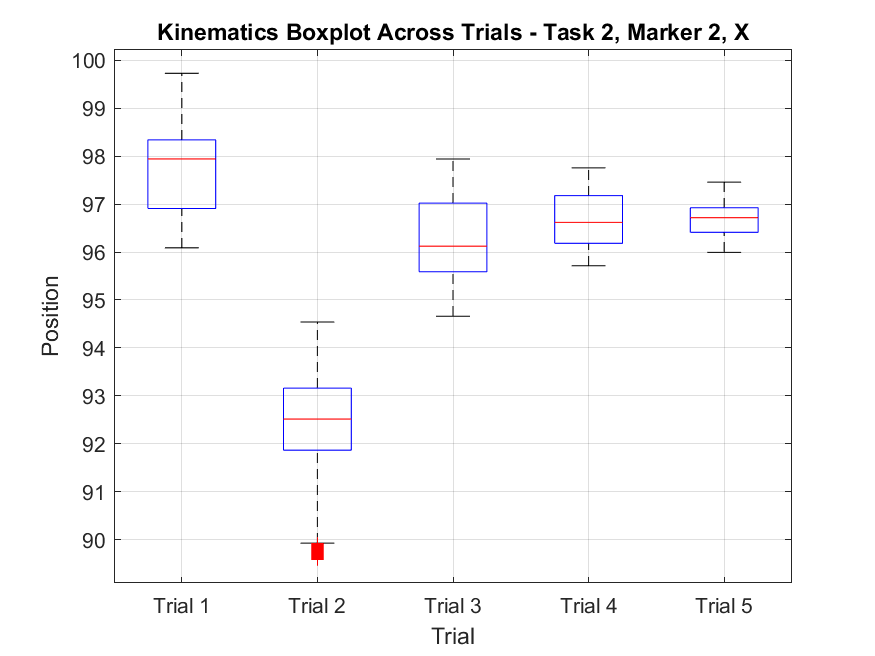 Kinematics Boxplot Across Trials - Task 2, Marker 2, X
Position
100
99
98
97
96
95
94
93
92
91
90
Trial 1
Trial 2
Trial 3
Trial 4
Trial 5
Trial